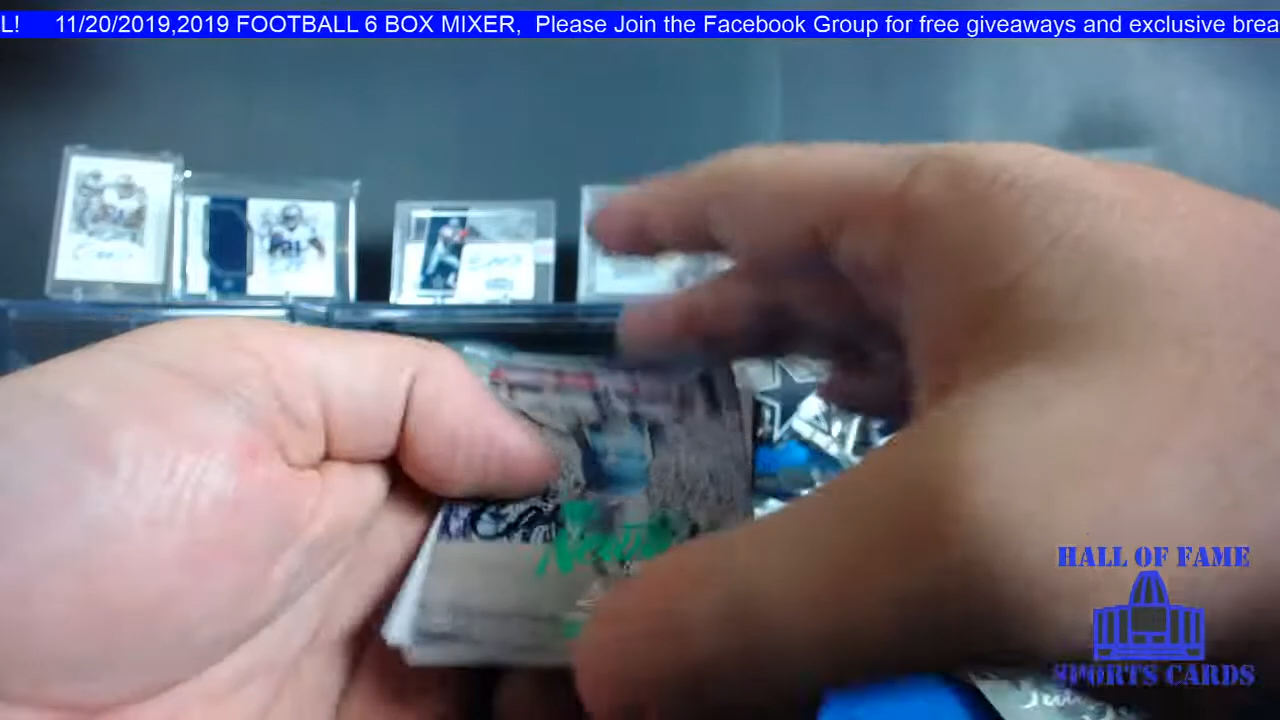 L! 11/20/2019,2019 FOOTBALL 6 BOX MIXER, Please Join the Facebook Group for free giveaways and exclusive brea
HALL OF FAME
SPORTS CARDS